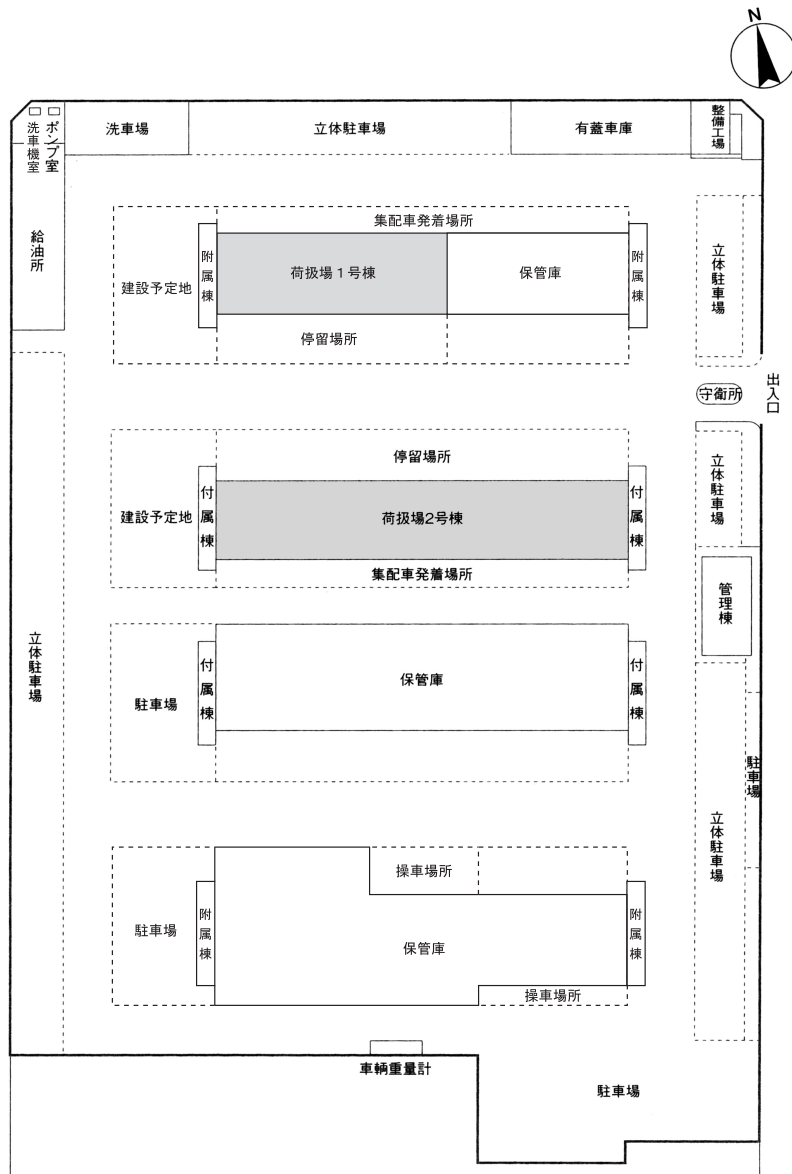 N
洗車機室
ポンプ室
洗車場
立体駐車場
有蓋車庫
整備工場
給油所
集配車発着場所
建設予定地
附属棟
荷扱場1号棟
保管庫
附属棟
停留場所
立体駐車場
守衛所
出入口
停留場所
建設予定地
付属棟
荷扱場2号棟
付属棟
集配車発着場所
立体駐車場
管理棟
立体駐車場
駐車場
付属棟
保管庫
付属棟
駐車場
立体駐車場
操車場所
駐車場
附属棟
保管庫
附属棟
操車場所
車輌重量計
駐車場